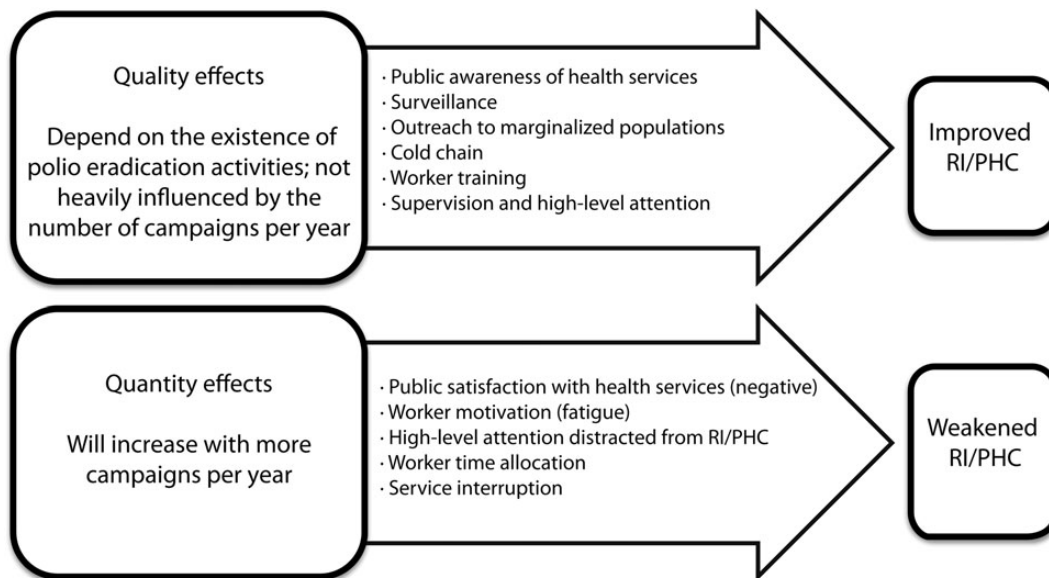 Quality effects
Depend on the existence of
polio eradication activities; not
heavily influenced by the
number of campaigns per year
· Public awareness of health services
· Surveillance
· Outreach to marginalized populations
· Cold chain
· Worker training
· Supervision and high-level attention
Improved
RI/PHC
Quantity effects
Will increase with more
campaigns per year
· Public satisfaction with health services (negative)
· Worker motivation (fatigue)
· High-level attention distracted from RI/PHC
· Worker time allocation
· Service interruption
Weakened
RI/PHC